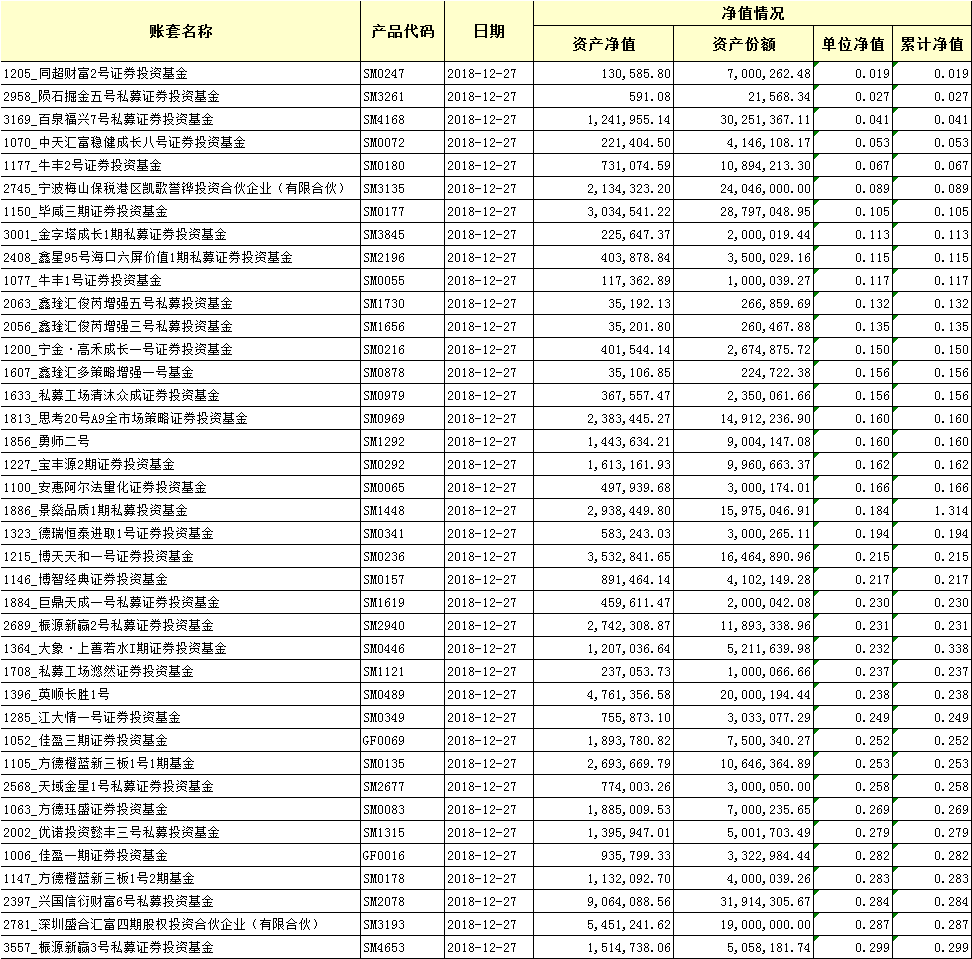 账套名称 产品代码 日期 净值情况
资产净值 资产份额 单位净值 累计净值
1205_同超财富2号证券投资基金 SM0247 2018-12-27 130,585.80 7,000,262.48 0.019 0.019
2958_陨石掘金五号私募证券投资基金 SM3261 2018-12-27 591.08 21,568.34 0.027 0.027
3169_百泉福兴7号私募证券投资基金 SM4168 2018-12-27 1,241,955.14 30,251,367.11 0.041 0.041
1070_中天汇富稳健成长八号证券投资基金 SM0072 2018-12-27 221,404.50 4,146,108.17 0.053 0.053
1177_牛丰2号证券投资基金 SM0180 2018-12-27 731,074.59 10,894,213.30 0.067 0.067
2745_宁波梅山保税港区凯歌誉铧投资合伙企业（有限合伙） SM3135 2018-12-27 2,134,323.20 24,046,000.00 0.089 0.089
1150_毕咸三期证券投资基金 SM0177 2018-12-27 3,034,541.22 28,797,048.95 0.105 0.105
3001_金字塔成长1期私募证券投资基金 SM3845 2018-12-27 225,647.37 2,000,019.44 0.113 0.113
2408_鑫星95号海口六屏价值1期私募证券投资基金 SM2196 2018-12-27 403,878.84 3,500,029.16 0.115 0.115
1077_牛丰1号证券投资基金 SM0055 2018-12-27 117,362.89 1,000,039.27 0.117 0.117
2063_鑫琻汇俊芮增强五号私募投资基金 SM1730 2018-12-27 35,192.13 266,859.69 0.132 0.132
2056_鑫琻汇俊芮增强三号私募投资基金 SM1656 2018-12-27 35,201.80 260,467.88 0.135 0.135
1200_宁金·高禾成长一号证券投资基金 SM0216 2018-12-27 401,544.14 2,674,875.72 0.150 0.150
1607_鑫琻汇多策略增强一号基金 SM0878 2018-12-27 35,106.85 224,722.38 0.156 0.156
1633_私募工场清沐众成证券投资基金 SM0979 2018-12-27 367,557.47 2,350,061.66 0.156 0.156
1813_思考20号A9全市场策略证券投资基金 SM0969 2018-12-27 2,383,445.27 14,912,236.90 0.160 0.160
1856_勇师二号 SM1292 2018-12-27 1,443,634.21 9,004,147.08 0.160 0.160
1227_宝丰源2期证券投资基金 SM0292 2018-12-27 1,613,161.93 9,960,663.37 0.162 0.162
1100_安惠阿尔法量化证券投资基金 SM0065 2018-12-27 497,939.68 3,000,174.01 0.166 0.166
1886_景燊品质1期私募投资基金 SM1448 2018-12-27 2,938,449.80 15,975,046.91 0.184 1.314
1323_德瑞恒泰进取1号证券投资基金 SM0341 2018-12-27 583,243.03 3,000,265.11 0.194 0.194
1215_博天天和一号证券投资基金 SM0236 2018-12-27 3,532,841.65 16,464,890.96 0.215 0.215
1146_博智经典证券投资基金 SM0157 2018-12-27 891,464.14 4,102,149.28 0.217 0.217
1884_巨鼎天成一号私募证券投资基金 SM1619 2018-12-27 459,611.47 2,000,042.08 0.230 0.230
2689_振源新赢2号私募证券投资基金 SM2940 2018-12-27 2,742,308.87 11,893,338.96 0.231 0.231
1364_大象·上善若水I期证券投资基金 SM0446 2018-12-27 1,207,036.64 5,211,639.98 0.232 0.338
1708_私募工场悠然证券投资基金 SM1121 2018-12-27 237,053.73 1,000,066.66 0.237 0.237
1396_英顺长胜1号 SM0489 2018-12-27 4,761,356.58 20,000,194.44 0.238 0.238
1285_江大情一号证券投资基金 SM0349 2018-12-27 755,873.10 3,033,077.29 0.249 0.249
1052_佳盈三期证券投资基金 GF0069 2018-12-27 1,893,780.82 7,500,340.27 0.252 0.252
1105_方德橙蓝新三板1号1期基金 SM0135 2018-12-27 2,693,669.79 10,646,364.89 0.253 0.253
2568_天域金星1号私募证券投资基金 SM2677 2018-12-27 774,003.26 3,000,050.00 0.258 0.258
1063_方德珏盛证券投资基金 SM0083 2018-12-27 1,885,009.53 7,000,235.65 0.269 0.269
2002_优诺投资懿丰三号私募投资基金 SM1315 2018-12-27 1,395,947.01 5,001,703.49 0.279 0.279
1006_佳盈一期证券投资基金 GF0016 2018-12-27 935,799.33 3,322,984.44 0.282 0.282
1147_方德橙蓝新三板1号2期基金 SM0178 2018-12-27 1,132,092.70 4,000,039.26 0.283 0.283
2397_兴国信衍财富6号私募基金 SM2078 2018-12-27 9,064,088.56 31,914,305.67 0.284 0.284
2781_深圳盛合汇富四期股权投资合伙企业（有限合伙） SM3193 2018-12-27 5,451,241.62 19,000,000.00 0.287 0.287
3557_振源新赢3号私募证券投资基金 SM4653 2018-12-27 1,514,738.06 5,058,181.74 0.299 0.299